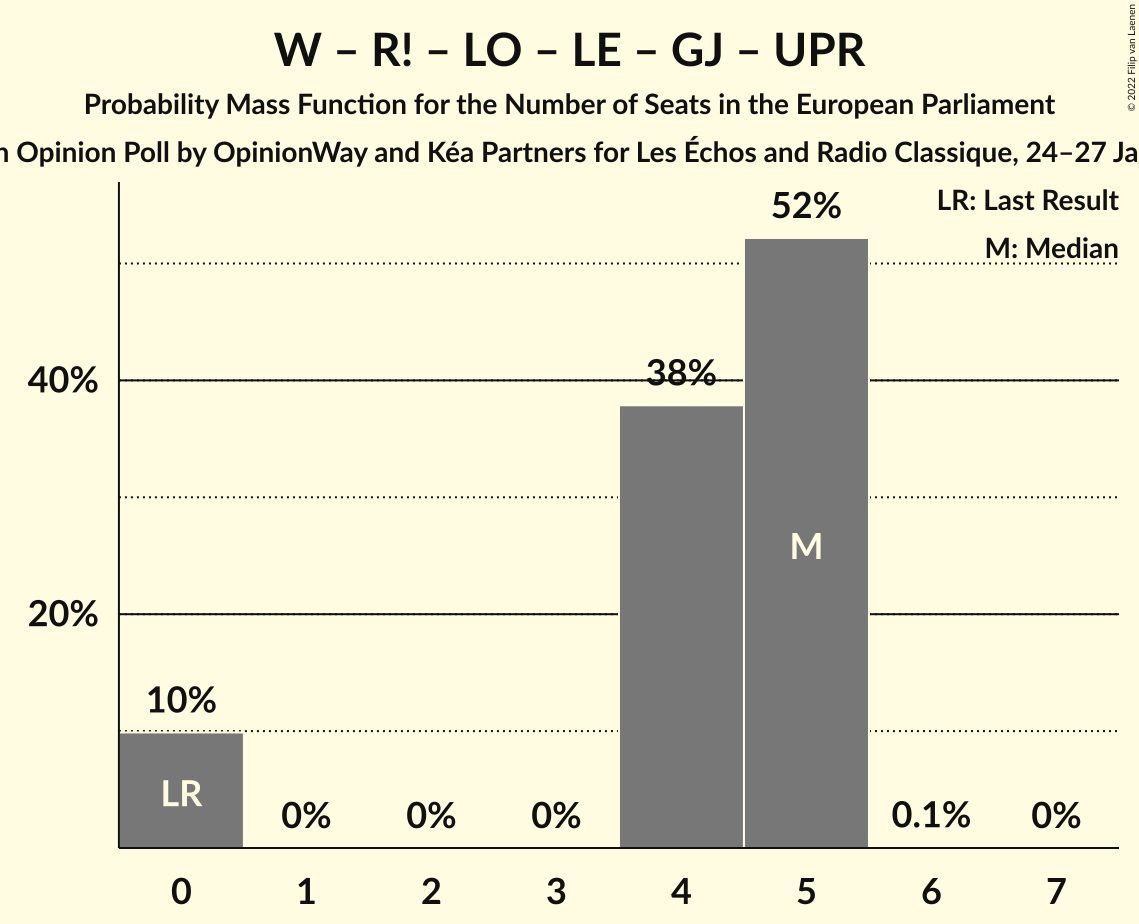 W – R! – LO – LE – GJ – UPR
Probability Mass Function for the Number of Seats in the European Parliament
Opinion Poll by OpinionWay and Kéa Partners for Les Échos and Radio Classique, 24–27
LR: Last Result
M: Median
52%
40%
38%
M
20%
10%
LR
0%
0%
0%
0.1%
0%
0 1 2 3 4 5 6 7
© 2022 Filip van Laenen